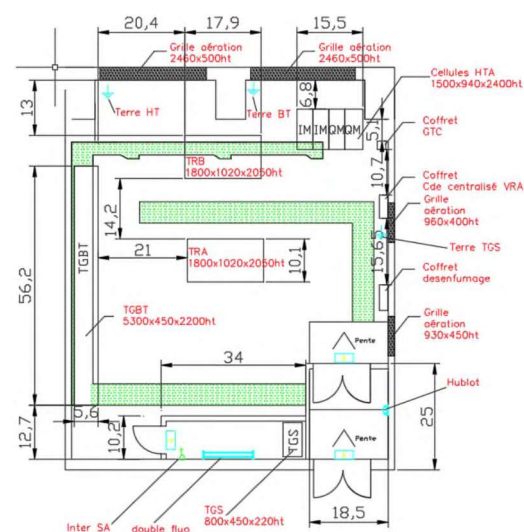 20,4
17,9
15,5
Grille aération
2460x500ht
Grille aération
2460x500ht
Cellules HTA
1500x940x2400ht
13
Terre HT
Terre BT
6,8
IM
IM
QM
QM
5,1
Coffret
GTC
10,7
TRB
1800x1020x2050ht
Coffret
Cde centralisé VRA
Grille
aération
960x400ht
14,2
Terre TGS
15,65
TGBT
21
TRA
1800x1020x2050ht
10,1
Coffret
desenfumage
56,2
TGBT
5300x450x2200ht
Grille
aération
930x450ht
Pente
34
Hublot
5,6
25
12,7
10,2
TGS
Pente
18,5
TGS
800x450x220ht
Inter SA
double fluo